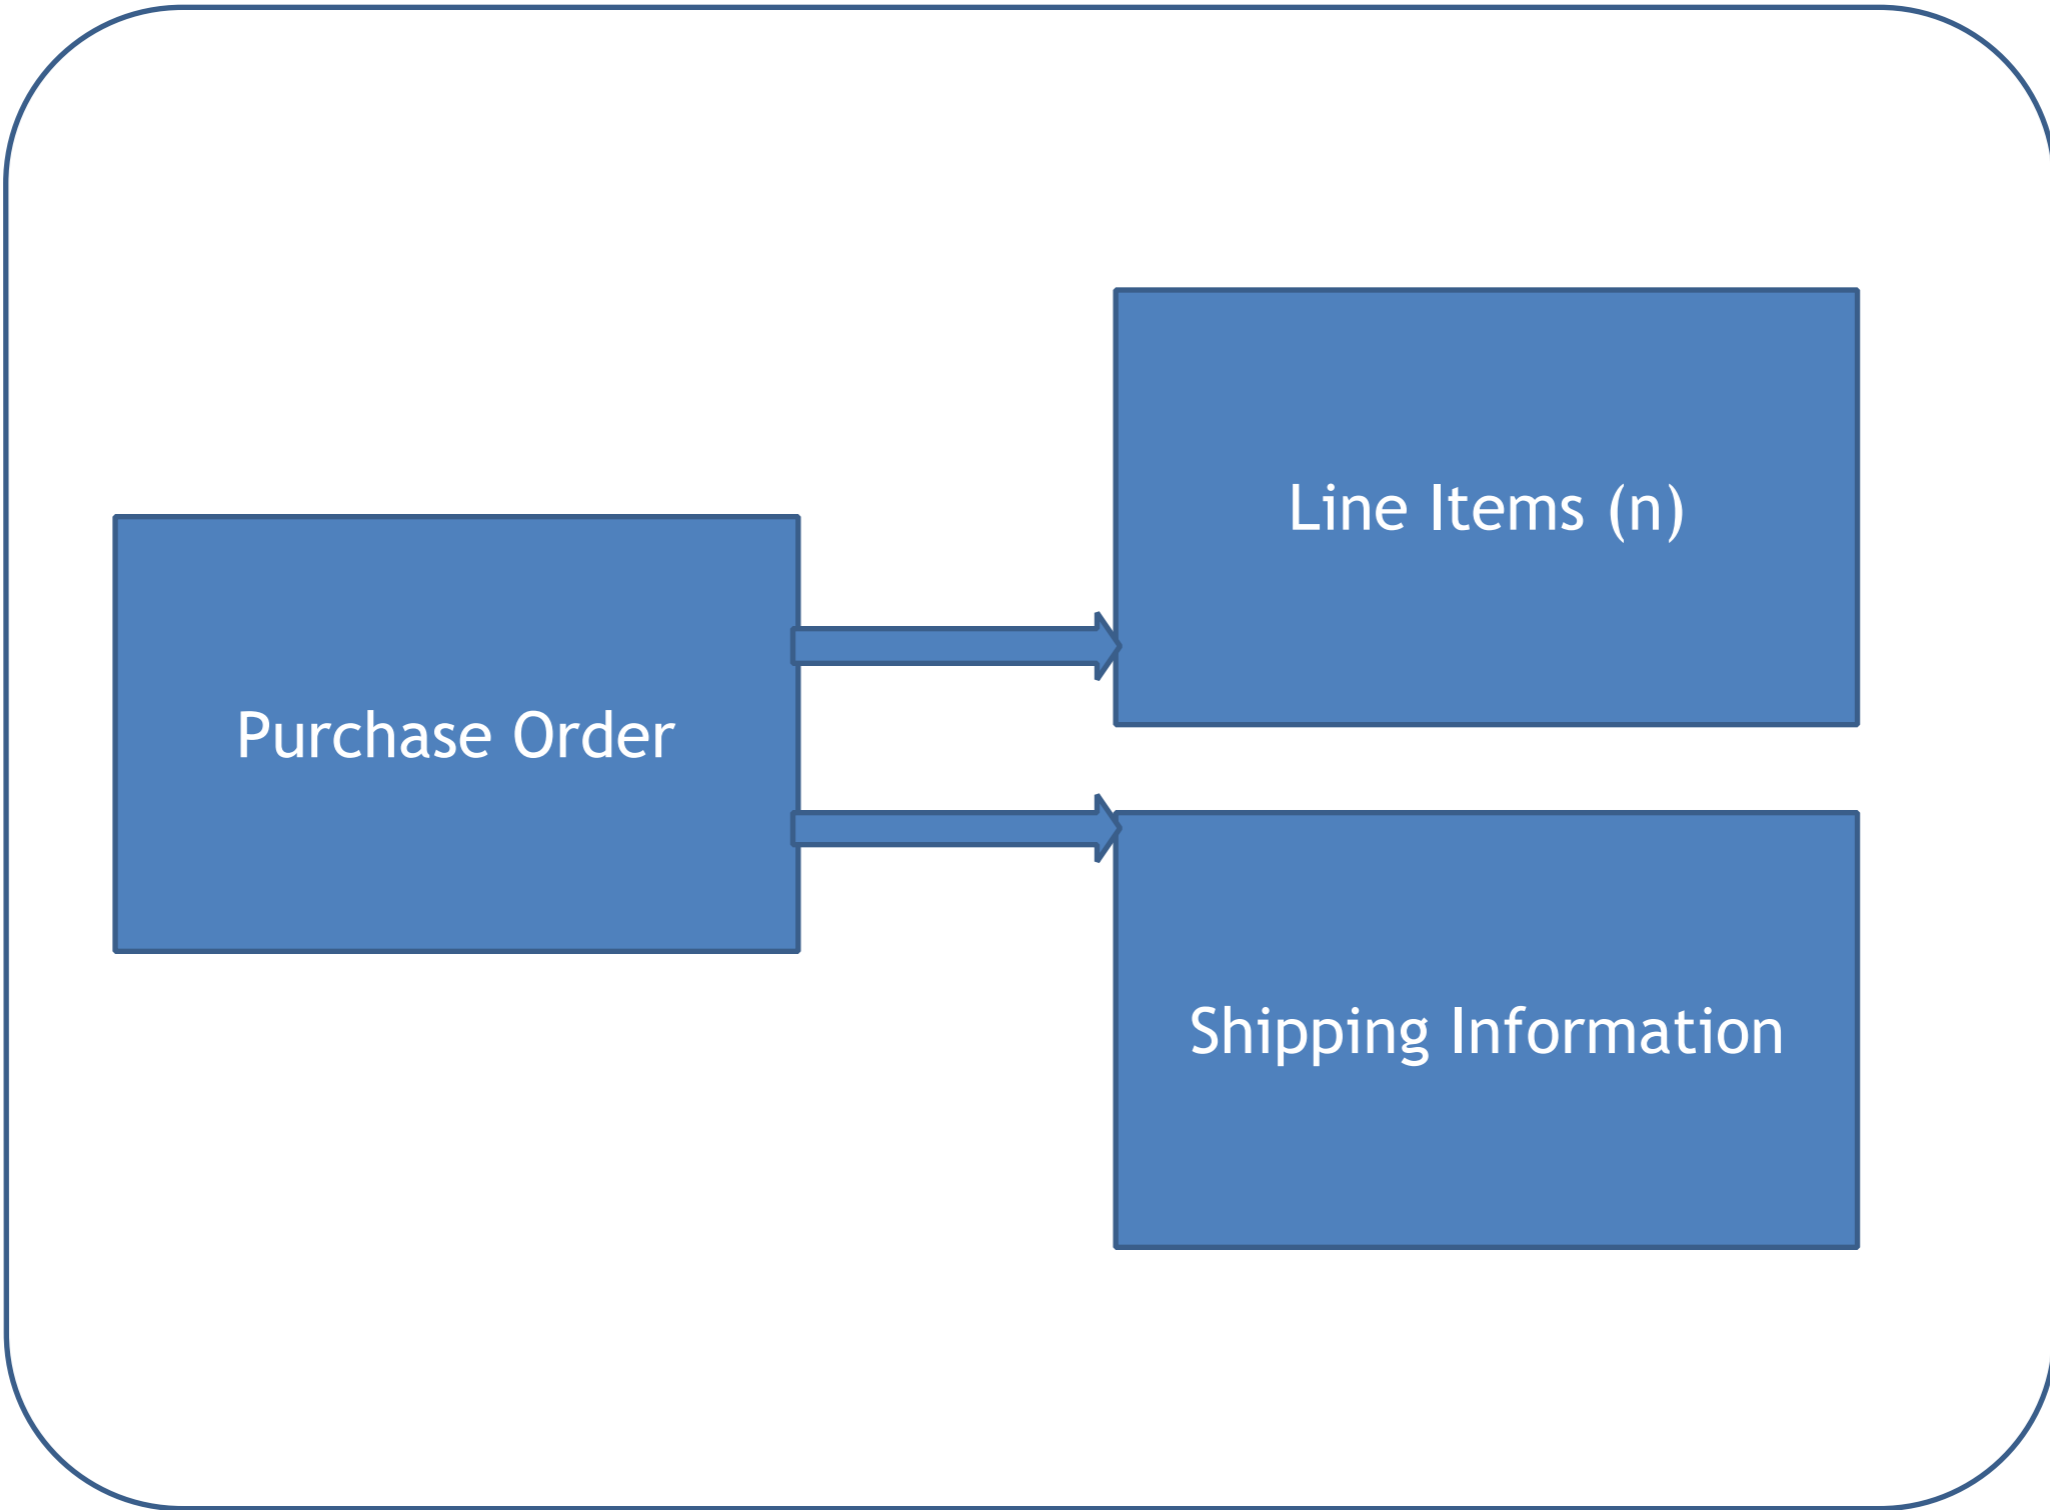 Line Items (n)
Purchase Order
Shipping Information